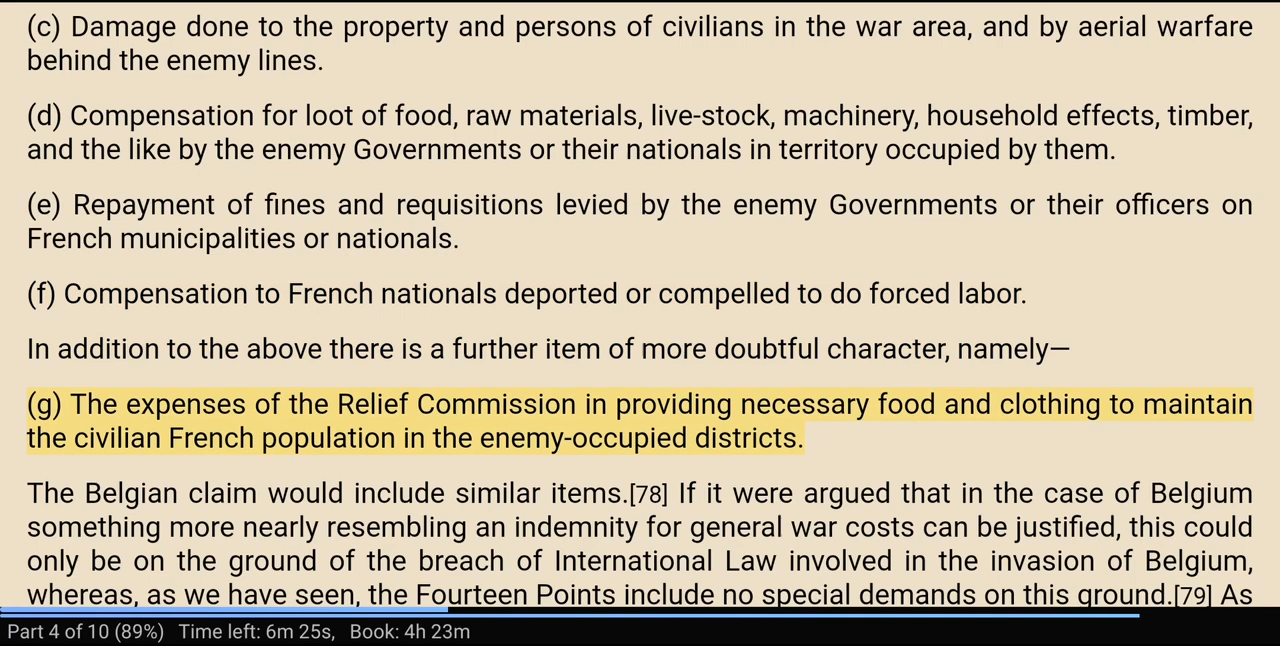 (c) Damage done to the property and persons of civilians in the war area, and by aerial warfare
behind the enemy lines.
(d) Compensation for loot of food, raw materials, live-stock, machinery, household effects, timber,
and the like by the enemy Governments or their nationals in territory occupied by them.
(e) Repayment of fines and requisitions levied by the enemy Governments or their officers on
French municipalities or nationals.
(f) Compensation to French nationals deported or compelled to do forced labor.
In addition to the above there is a further item of more doubtful character, namely—
(g) The expenses of the Relief Commission in providing necessary food and clothing to maintain
the civilian French population in the enemy-occupied districts.
The Belgian claim would include similar items.[78] If it were argued that in the case of Belgium
something more nearly resembling an indemnity for general war costs can be justified, this could
only be on the ground of the breach of International Law involved in the invasion of Belgium,
whereas, as we have seen, the Fourteen Points include no special demands on this ground.[79] As
Part 4 of 10 (89%) Time left: 6m 25s, Book: 4h 23m